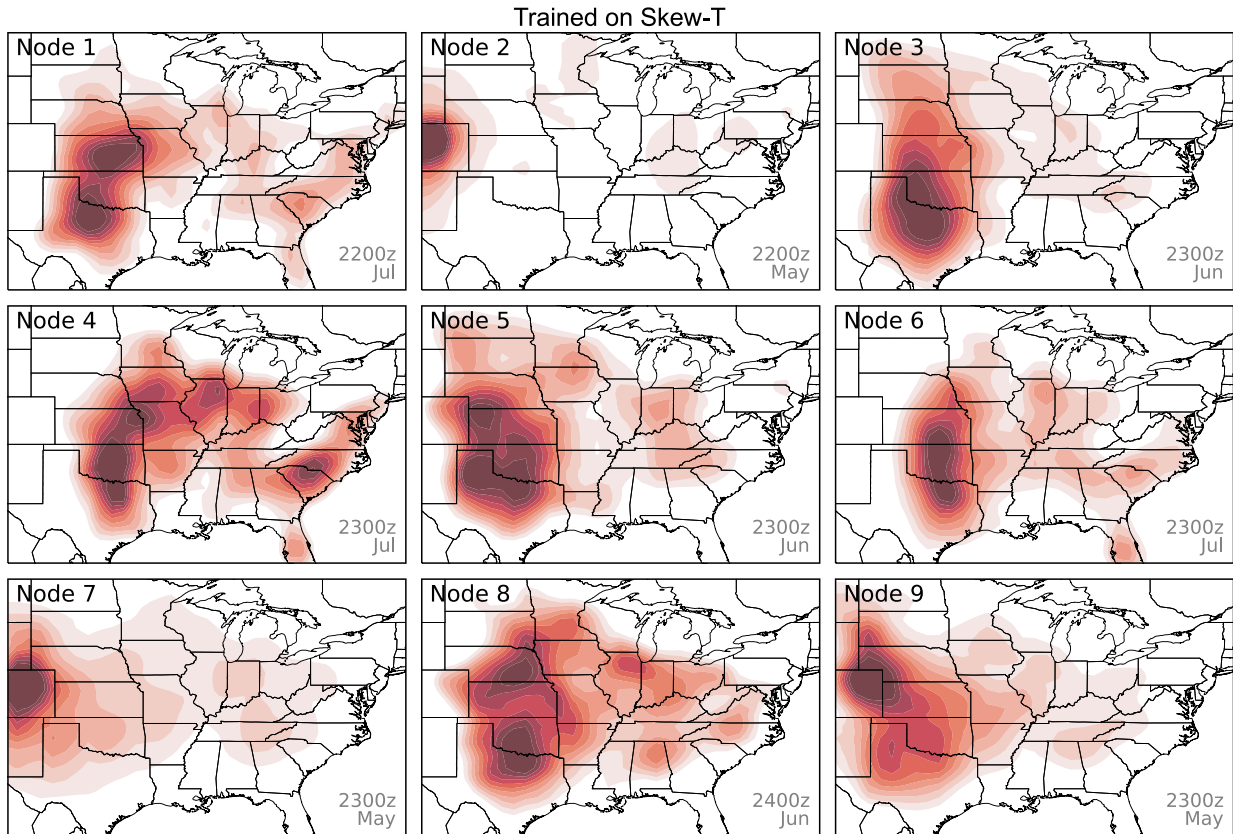 Trained on Skew-T
Node 1
2200z
Jul
Node 2
2200z
May
Node 3
2300z
Jun
Node 4
2300z
Jul
Node 5
2300z
Jun
Node 6
2300z
Jul
Node 7
2300z
May
Node 8
2400z
Jun
Node 9
2300z
May